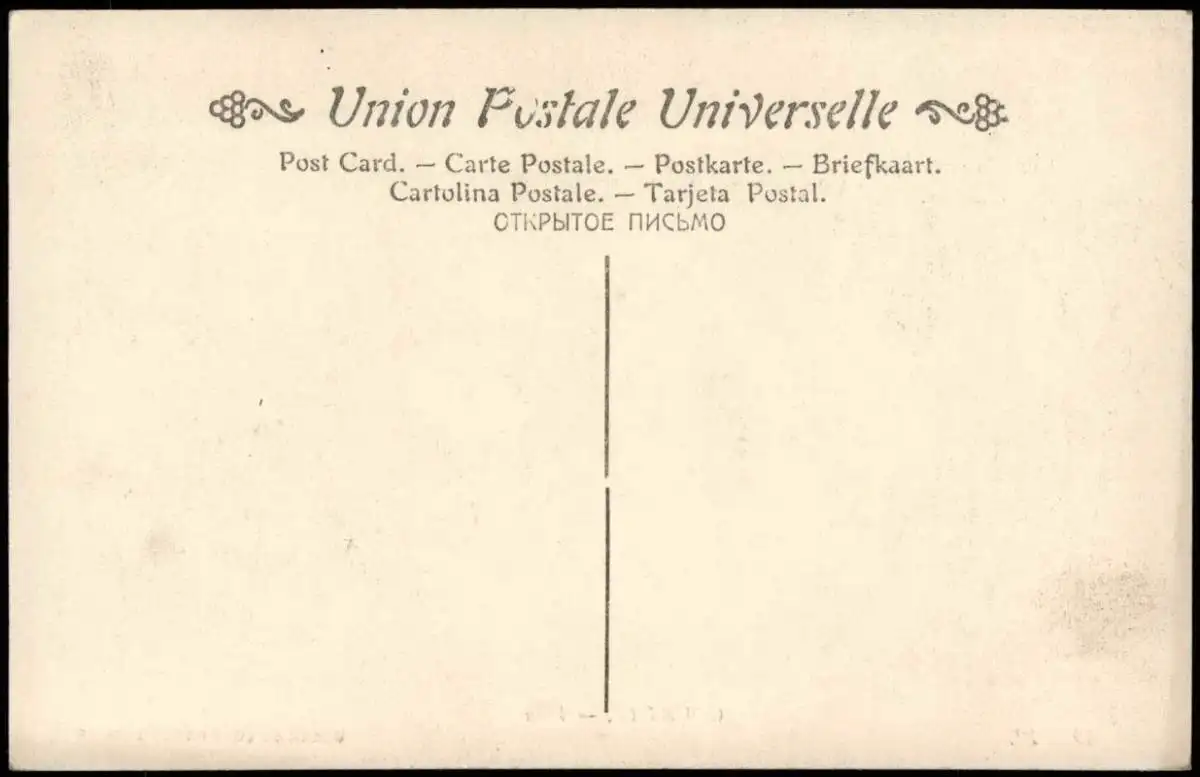 Union Postale Universelle
Post Card. — Carte Postale. — Postkarte. — Briefkaart.
Cartolina Postale. — Tarjeta Postal.
ОТКРЫТОЕ ПИСЬМО